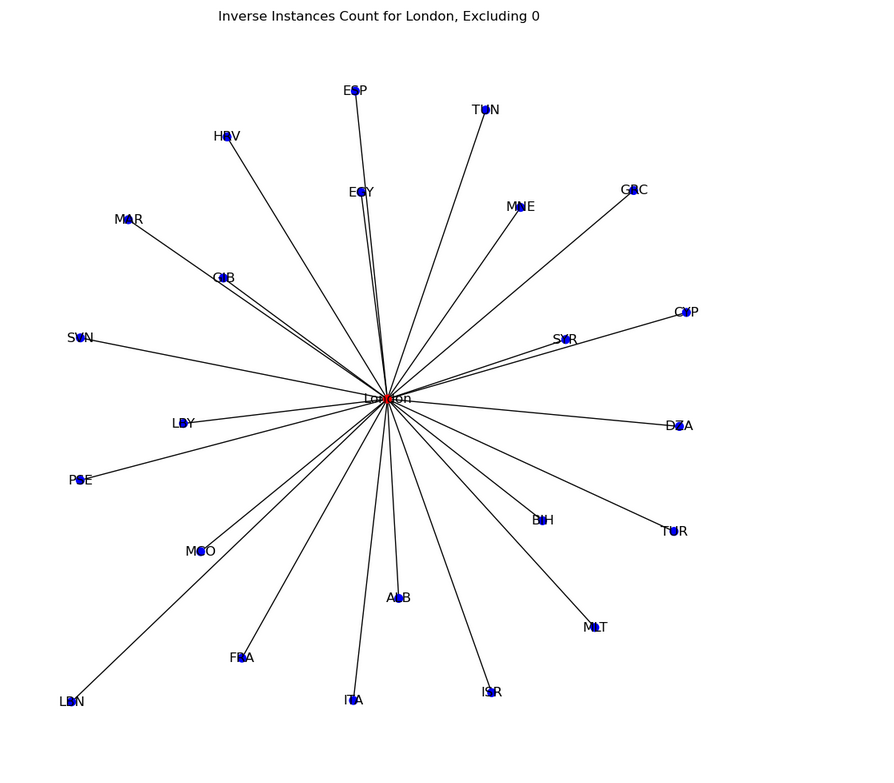 Inverse Instances Count for London, Excluding 0
ESP
TUN
HRV
EGY
GRC
MNE
MAR
GIB
CYP
SVN
SYR
London
LBY
DZA
PSE
BIH
TUR
MCO
ALB
MLT
FRA
ISR
ITA
LBN